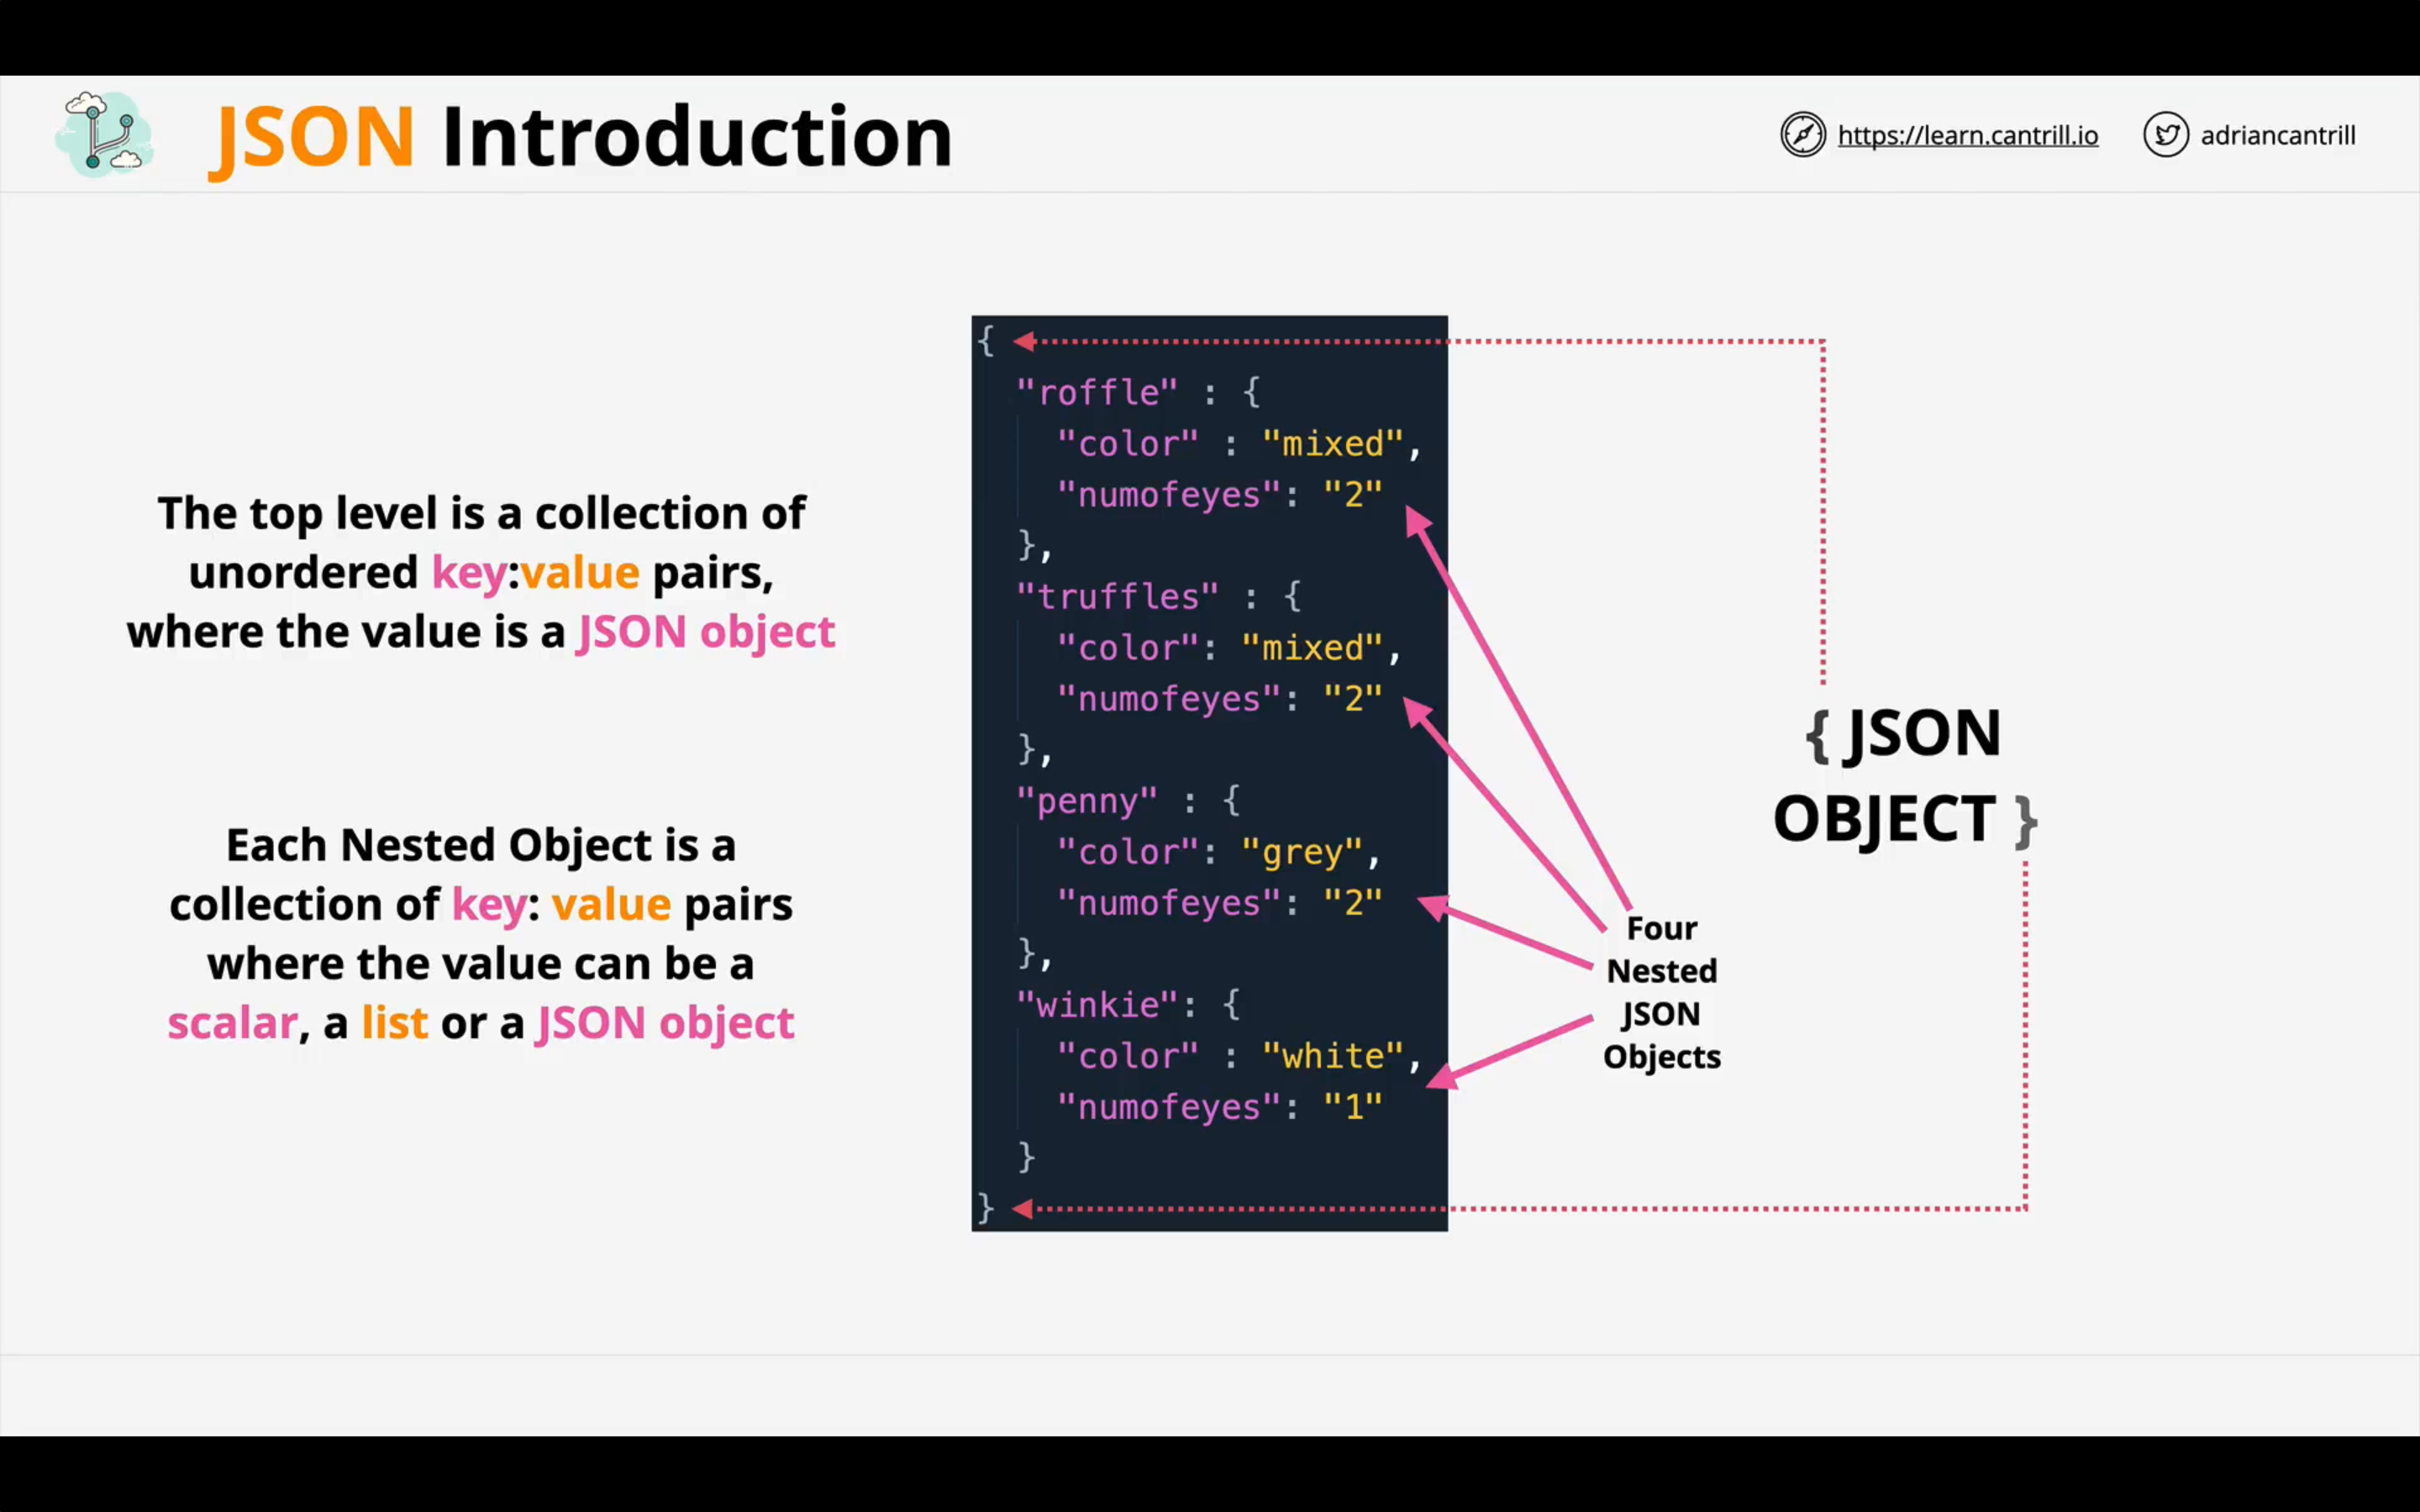 JSON Introduction
https://learn.cantrill.io
adriancantrill
The top level is a collection of
unordered key:value pairs,
where the value is a JSON object
Each Nested Object is a
collection of key: value pairs
where the value can be a
scalar, a list or a JSON object
{
"roffle" : {
"color" : "mixed",
"numofeyes": "2"
},
"truffles" : {
"color": "mixed",
"numofeyes": "2"
},
"penny" : {
"color": "grey",
"numofeyes": "2"
},
"winkie": {
"color" : "white",
"numofeyes": "1"
}
}
Four
Nested
JSON
Objects
{ JSON
OBJECT }